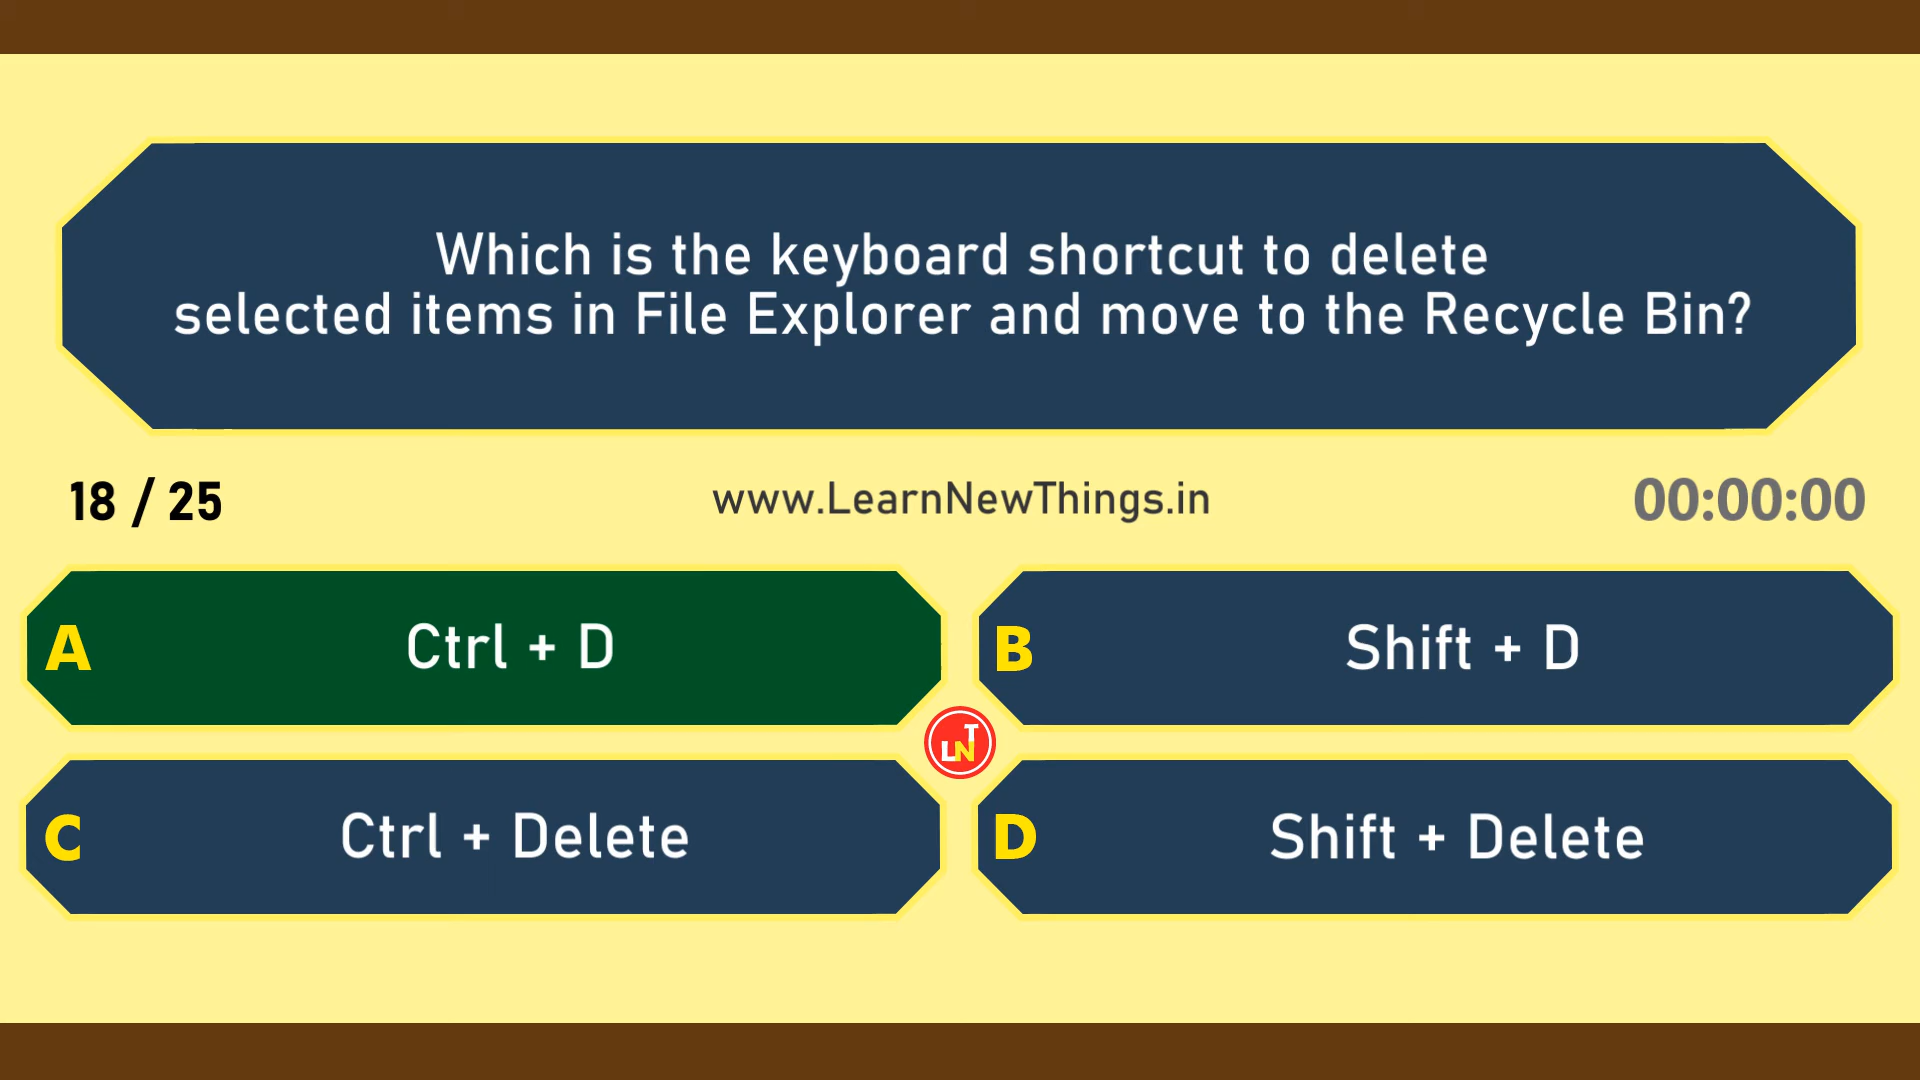 Which is the keyboard shortcut to delete
selected items in File Explorer and move to the Recycle Bin?
18 / 25
www.LearnNewThings.in
00:00:00
A
Ctrl + D
B
Shift + D
LNT
C
Ctrl + Delete
D
Shift + Delete